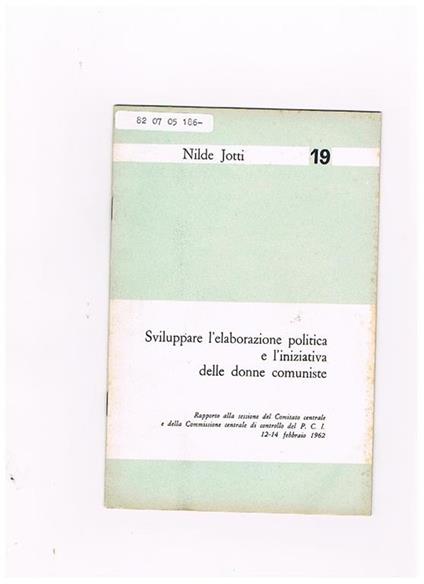 82 07 05 186-
Nilde Jotti 19
Sviluppare l'elaborazione politica
e l'iniziativa
delle donne comuniste
Rapporto alla sessione del Comitato centrale
e della Commissione centrale di controllo del P. C. I.
12-14 febbraio 1962